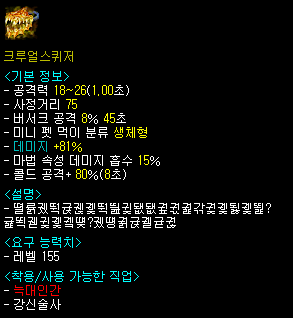 크루얼스퀴저
<기본 정보>
- 공격력 18~26(1,00초)
- 사정거리 75
- 버서크 공격 8% 45초
- 미니 펫 먹이 분류 생체형
- 데미지 +81%
- 마법 속성 데미지 흡수 15%
- 콜드 공격+ 80%(8초)
<설명>
<요구 능력치>
- 레벨 155
<착용/사용 가능한 직업>
- 늑대인간
- 강신술사